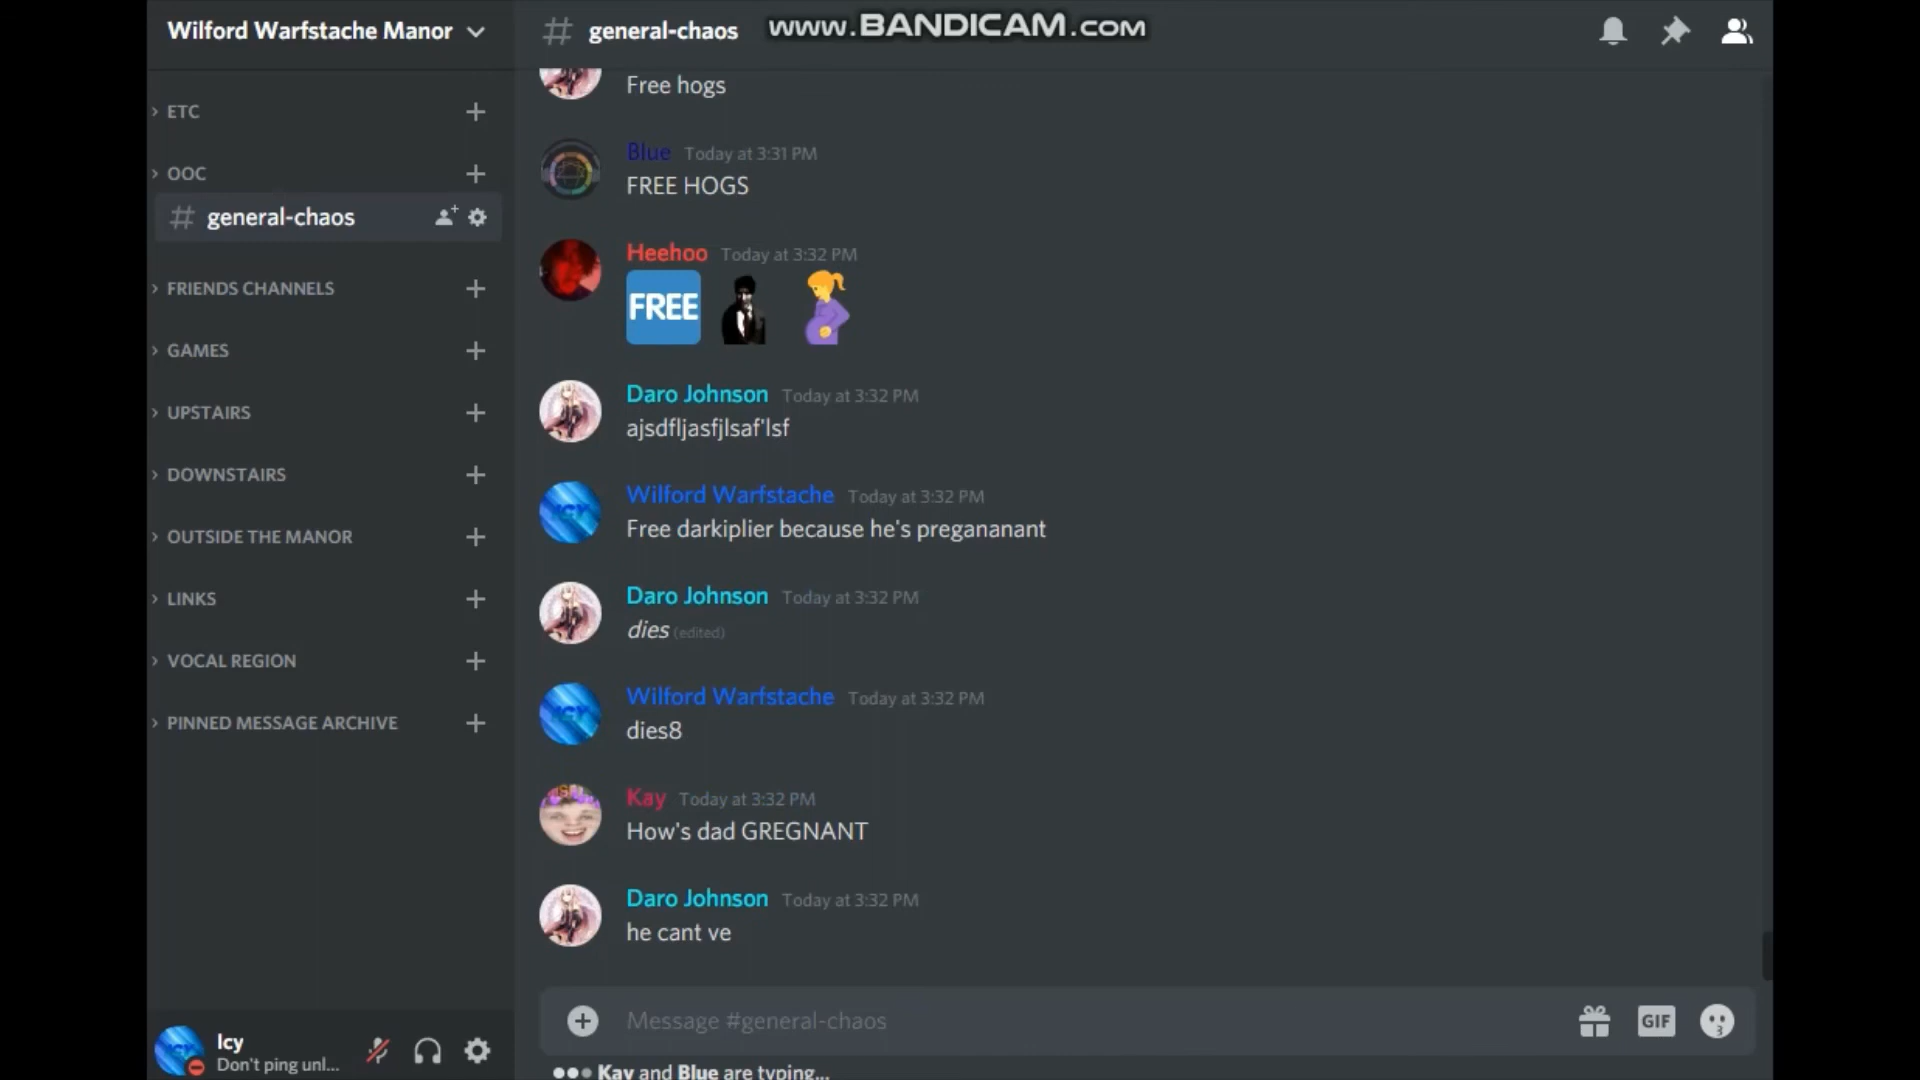 Wilford Warfstache Manor
# general-chaos
www.BANDICAM.com
ETC
OOC
# general-chaos
FRIENDS CHANNELS
GAMES
UPSTAIRS
DOWNSTAIRS
OUTSIDE THE MANOR
LINKS
VOCAL REGION
PINNED MESSAGE ARCHIVE
Icy
Don't ping unl...
Free hogs
Blue Today at 3:31 PM
FREE HOGS
Heehoo Today at 3:32 PM
FREE
Daro Johnson Today at 3:32 PM
ajsdfljasfjlsaf'lsf
Wilford Warfstache Today at 3:32 PM
Free darkiplier because he's pregananant
Daro Johnson Today at 3:32 PM
dies (edited)
Wilford Warfstache Today at 3:32 PM
dies8
Kay Today at 3:32 PM
How's dad GREGNANT
Daro Johnson Today at 3:32 PM
he cant ve
Message #general-chaos
GIF
Kay and Blue are typing...